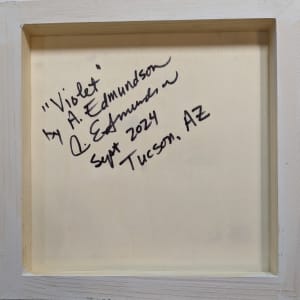 "Violet"
by A. Edmundson
A. Edmundson
Sept 2024
Tucson, AZ